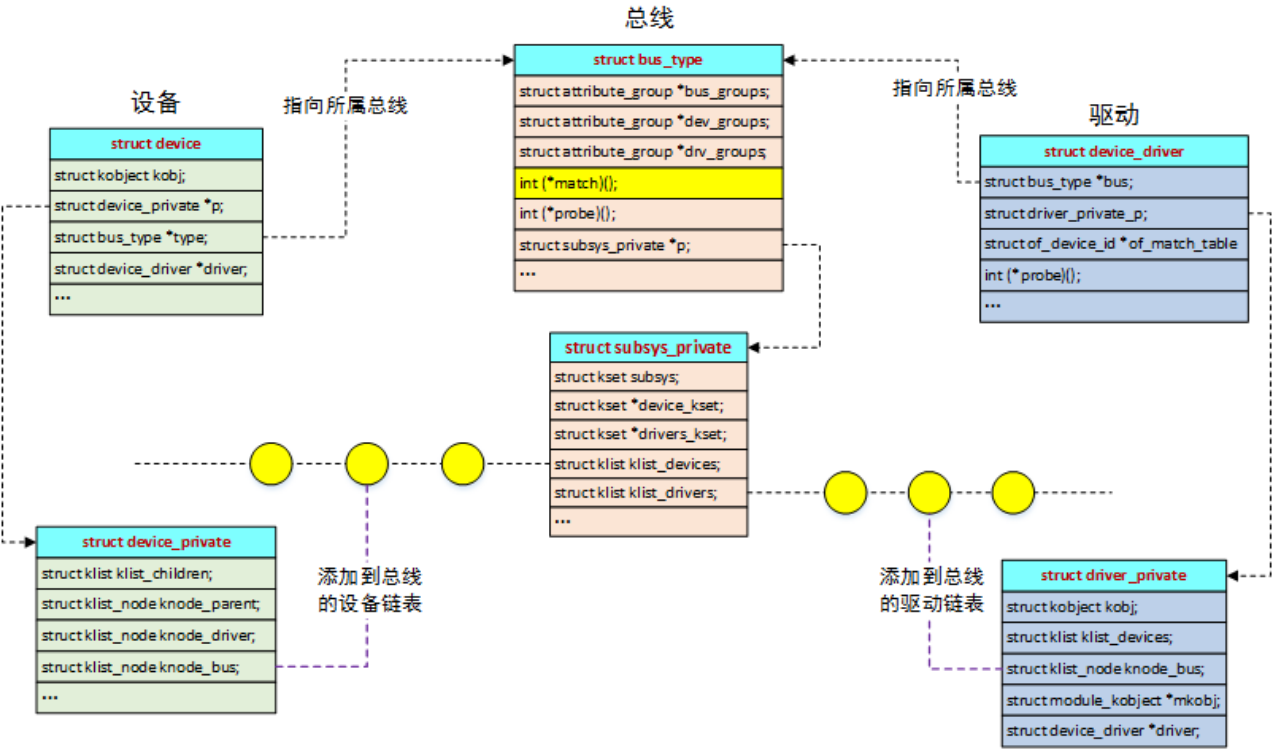 总线
struct bus_type
struct attribute_group *bus_groups;
struct attribute_group *dev_groups;
struct attribute_group *drv_groups;
int (*match)();
int (*probe)();
struct subsys_private *p;
...
设备
指向所属总线
struct device
struct kobject kobj;
struct device_private *p;
struct bus_type *type;
struct device_driver *driver;
...
指向所属总线
驱动
struct device_driver
struct bus_type *bus;
struct driver_private_p;
struct of_device_id *of_match_table
int (*probe)();
...
struct subsys_private
struct kset subsys;
struct kset *device_kset;
struct kset *drivers_kset;
struct klist klist_devices;
struct klist klist_drivers;
...
struct device_private
struct klist klist_children;
struct klist_node knode_parent;
struct klist_node knode_driver;
struct klist_node knode_bus;
...
添加到总线
的设备链表
添加到总线
的驱动链表
struct driver_private
struct kobject kobj;
struct klist klist_devices;
struct klist_node knode_bus;
struct module_kobject *mkobj;
struct device_driver *driver;